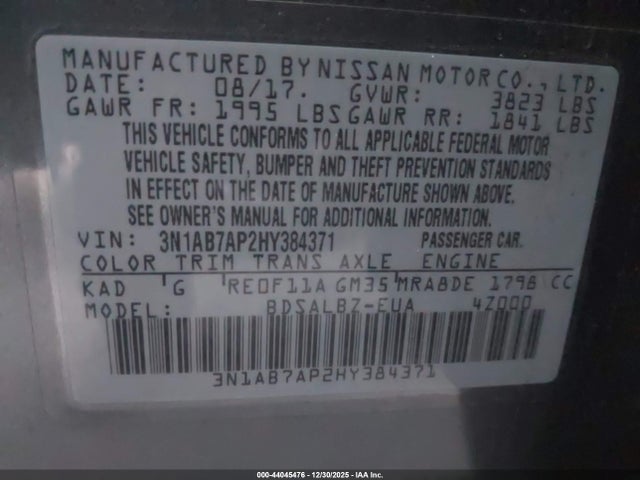 MANUFACTURED BY NISSAN MOTOR CO., LTD.
DATE: 08/17. GVWR: 3823 LBS
GAWR FR: 1995 LBS GAWR RR: 1841 LBS
THIS VEHICLE CONFORMS TO ALL APPLICABLE FEDERAL MOTOR
VEHICLE SAFETY, BUMPER AND THEFT PREVENTION STANDARDS
IN EFFECT ON THE DATE OF MANUFACTURE SHOWN ABOVE.
SEE OWNER'S MANUAL FOR ADDITIONAL INFORMATION.
VIN: 3N1AB7AP2HY384371 PASSENGER CAR.
COLOR TRIM TRANS AXLE ENGINE
KAD G RE0F11A GM35 MRA8DE 1798 CC
MODEL: BDSALBZ-EUA 4Z000
3N1AB7AP2HY384371
000-44045476 - 12/30/2025 - IAA Inc.